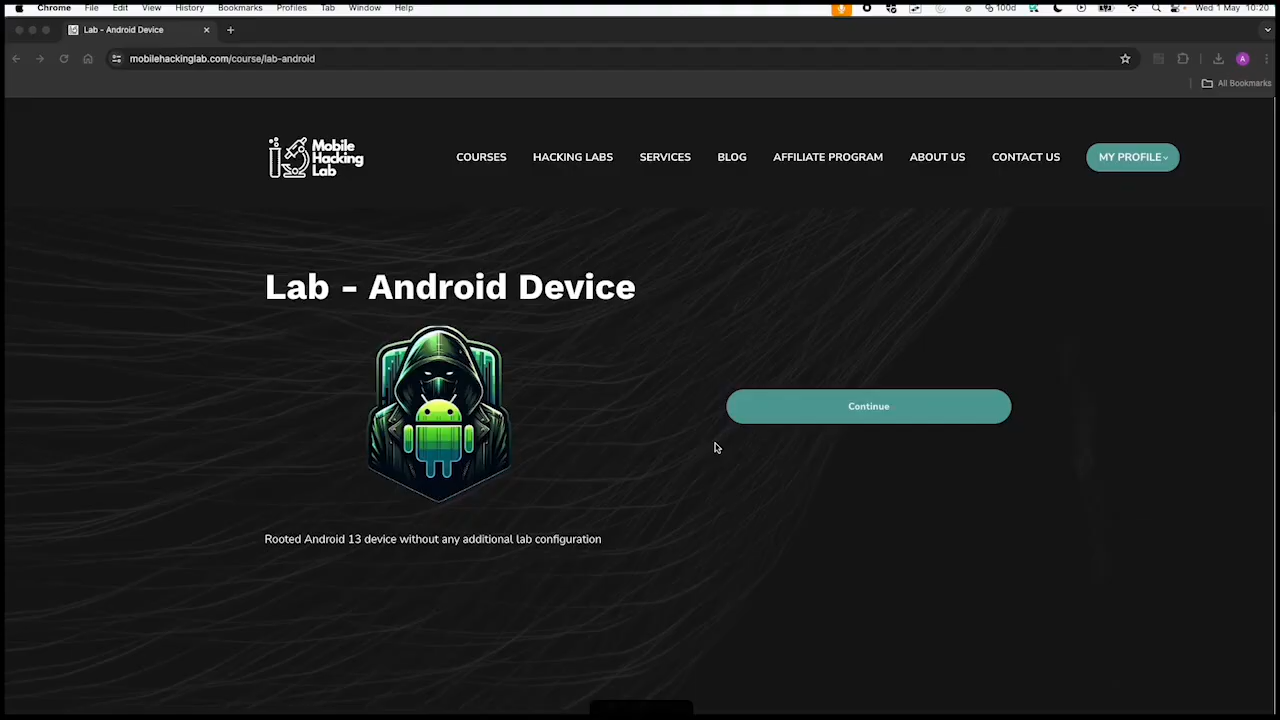 Chrome File Edit View History Bookmarks Profiles Tab Window Help 100d Wed 1 May 10:20
Lab - Android Device
mobilehackinglab.com/course/lab-android
A
All Bookmarks
Mobile Hacking Lab
COURSES HACKING LABS SERVICES BLOG AFFILIATE PROGRAM ABOUT US CONTACT US MY PROFILE
Lab - Android Device
Continue
Rooted Android 13 device without any additional lab configuration